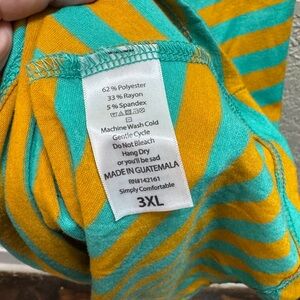 62 % Polyester
33 % Rayon
5 % Spandex
Machine Wash Cold
Gentle Cycle
Do Not Bleach
Hang Dry
or you'll be sad
MADE IN GUATEMALA
RN#142161
Simply Comfortable
3XL